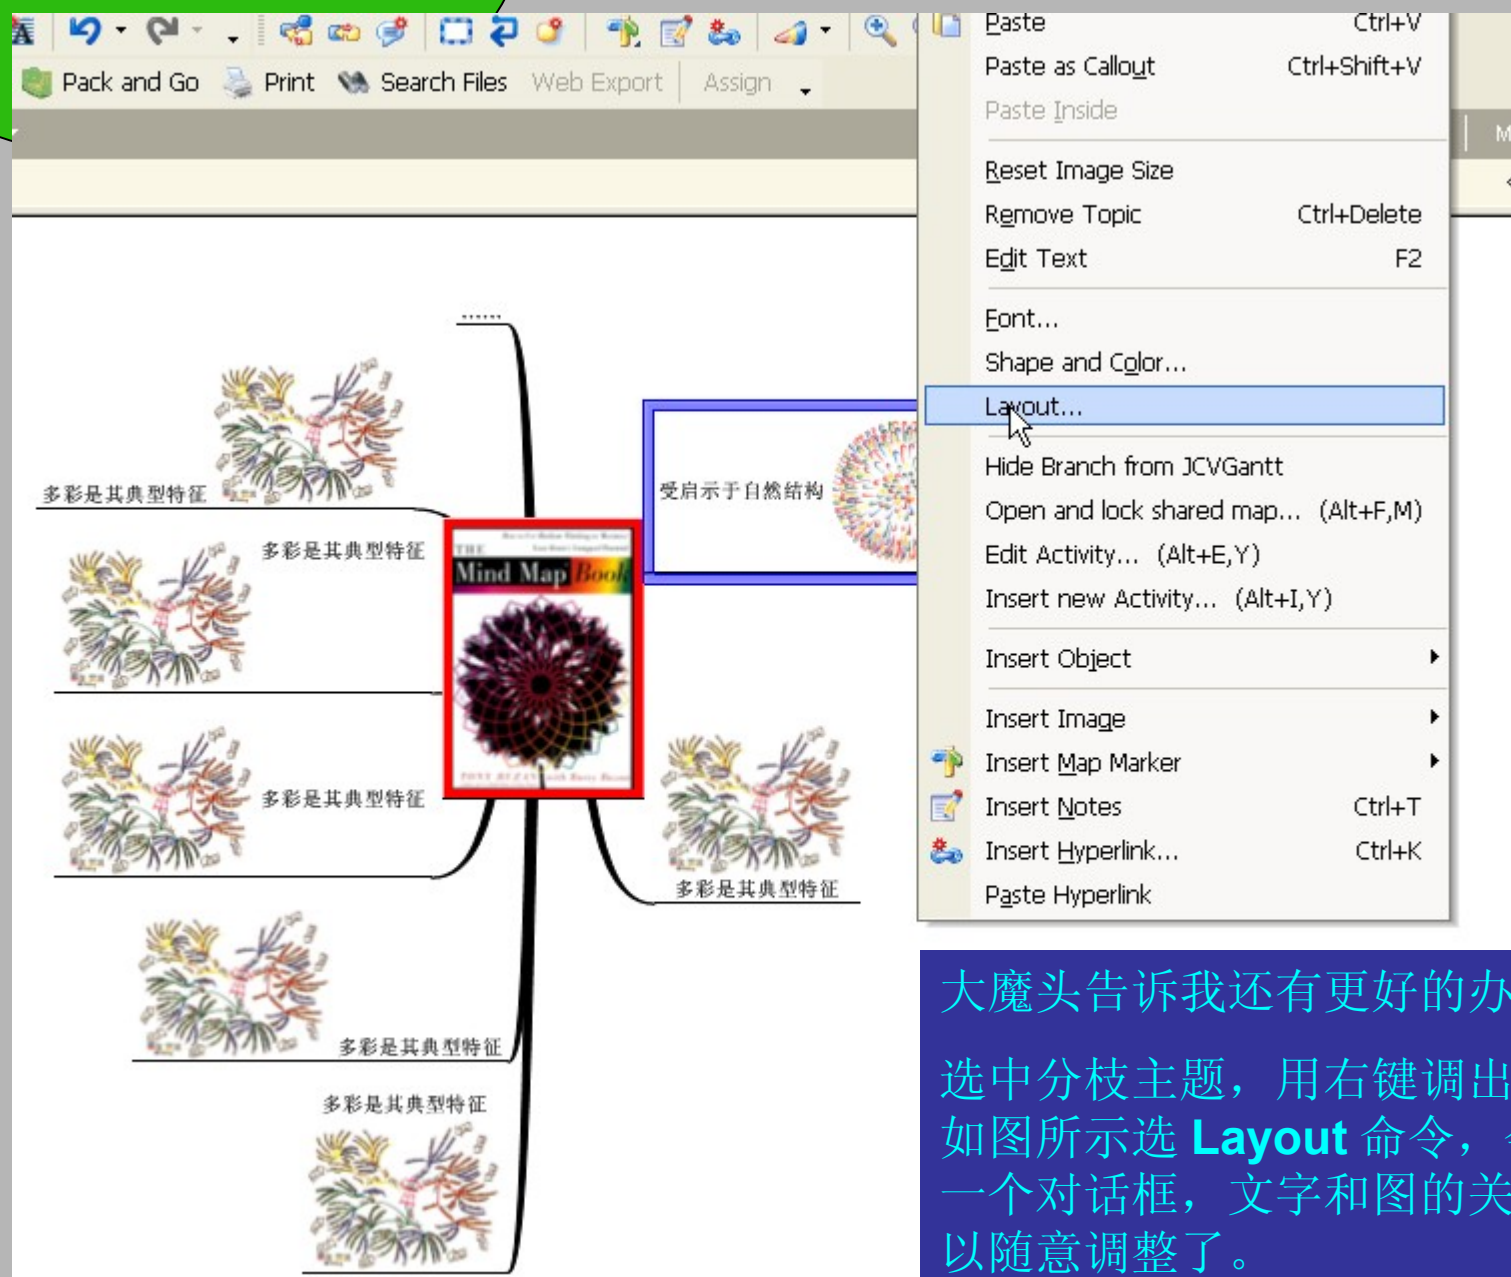 Pack and Go Print Search Files Web Export Assign
Paste Ctrl+V
Paste as Callout Ctrl+Shift+V
Paste Inside
Reset Image Size
Remove Topic Ctrl+Delete
Edit Text F2
Font...
Shape and Color...
Layout...
Hide Branch from JCVGantt
Open and lock shared map... (Alt+F,M)
Edit Activity... (Alt+E,Y)
Insert new Activity... (Alt+I,Y)
Insert Object
Insert Image
Insert Map Marker
Insert Notes Ctrl+T
Insert Hyperlink... Ctrl+K
Paste Hyperlink
......
多彩是其典型特征
多彩是其典型特征
多彩是其典型特征
多彩是其典型特征
多彩是其典型特征
THE
Mind Map Book
受启示于自然结构
多彩是其典型特征
大魔头告诉我还有更好的办
选中分枝主题，用右键调出
如图所示选 Layout 命令，
一个对话框，文字和图的关
以随意调整了。